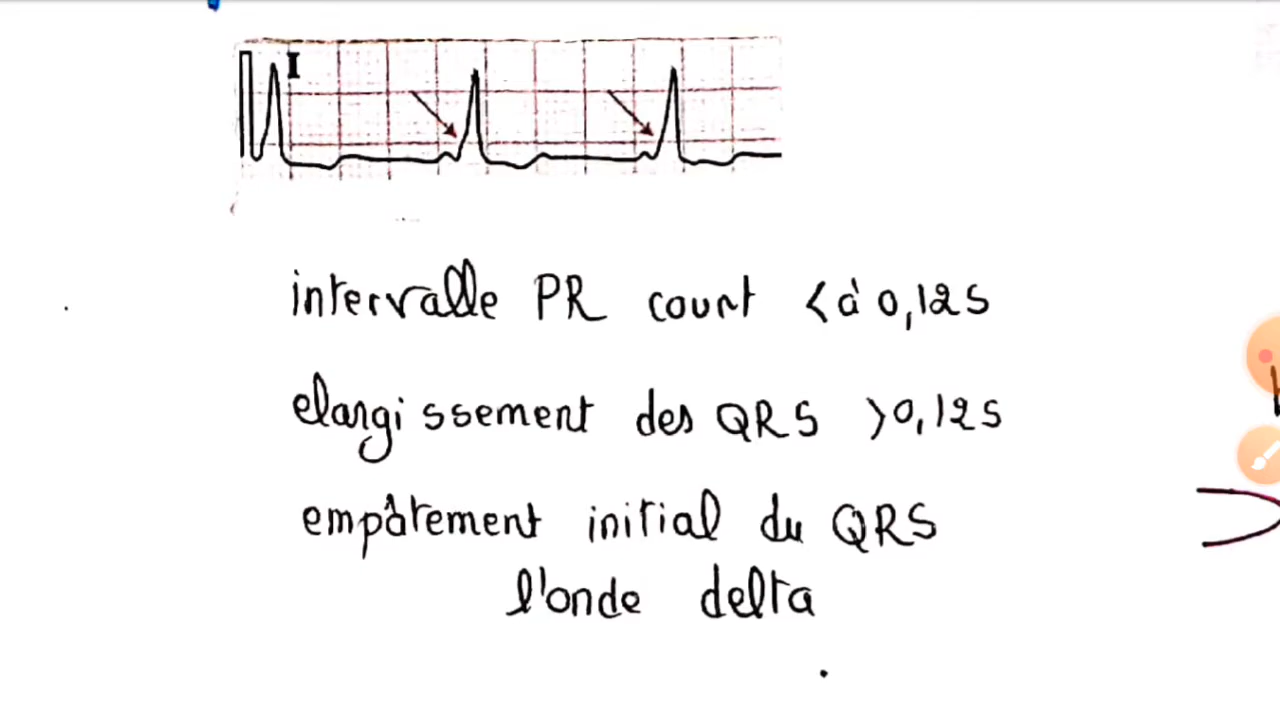 I
intervalle PR court < à 0,12s
elargissement des QRS >0,12s
empâtement initial du QRS
l'onde delta